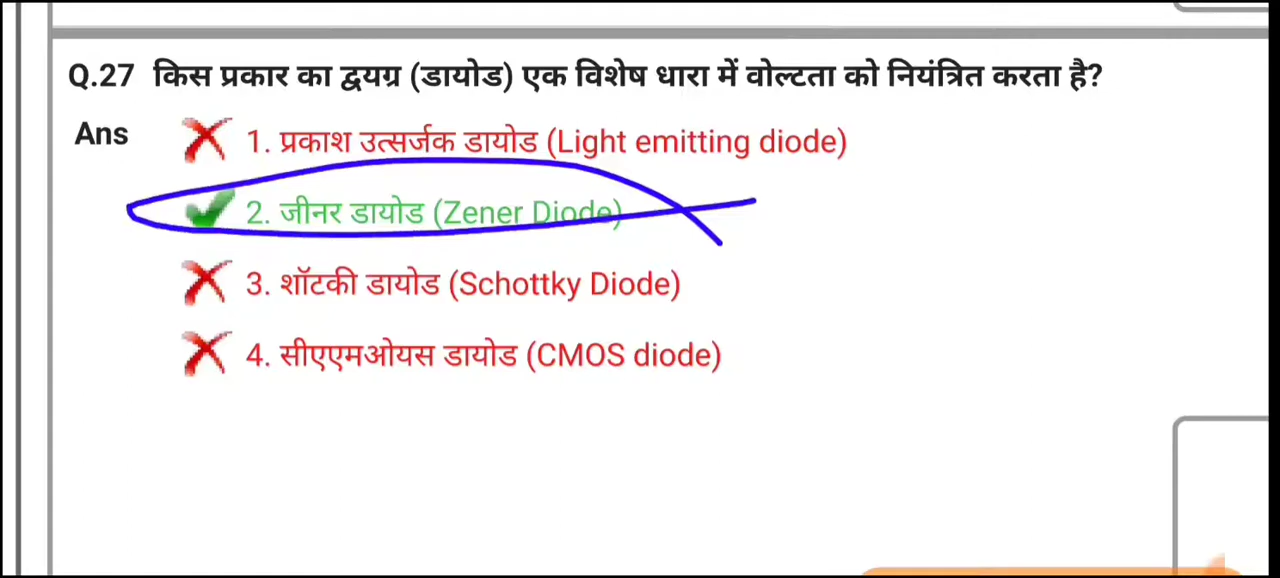 Q.27 किस प्रकार का द्वयग्र (डायोड) एक विशेष धारा में वोल्टता को नियंत्रित करता है?
Ans 1. प्रकाश उत्सर्जक डायोड (Light emitting diode)
2. जीनर डायोड (Zener Diode)
3. शॉटकी डायोड (Schottky Diode)
4. सीएएमओयस डायोड (CMOS diode)